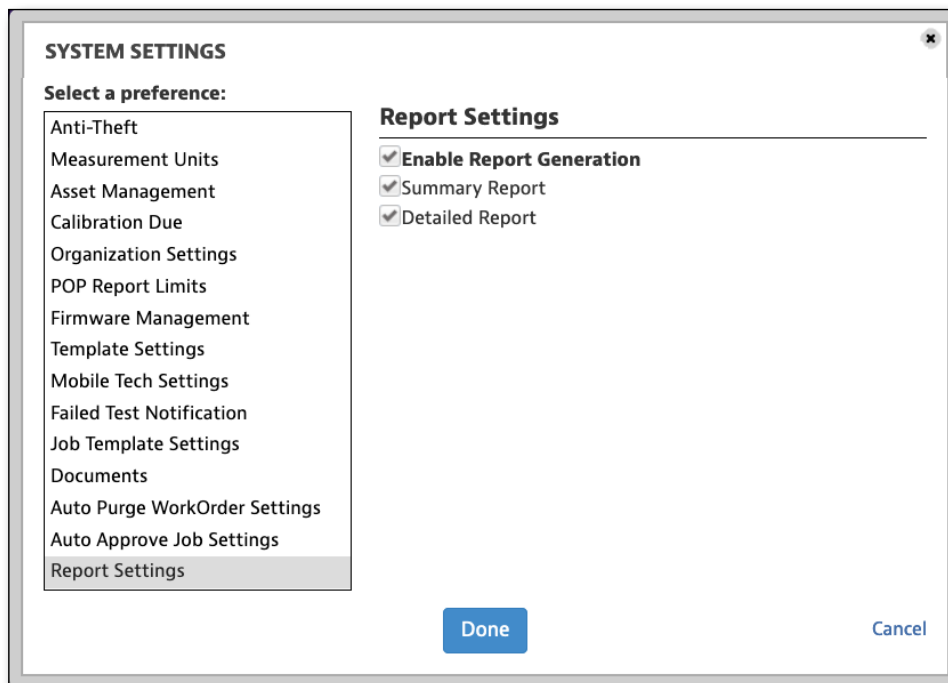 SYSTEM SETTINGS
Select a preference:
Anti-Theft
Measurement Units
Asset Management
Calibration Due
Organization Settings
POP Report Limits
Firmware Management
Template Settings
Mobile Tech Settings
Failed Test Notification
Job Template Settings
Documents
Auto Purge WorkOrder Settings
Auto Approve Job Settings
Report Settings
Report Settings
Enable Report Generation
Summary Report
Detailed Report
Done
Cancel